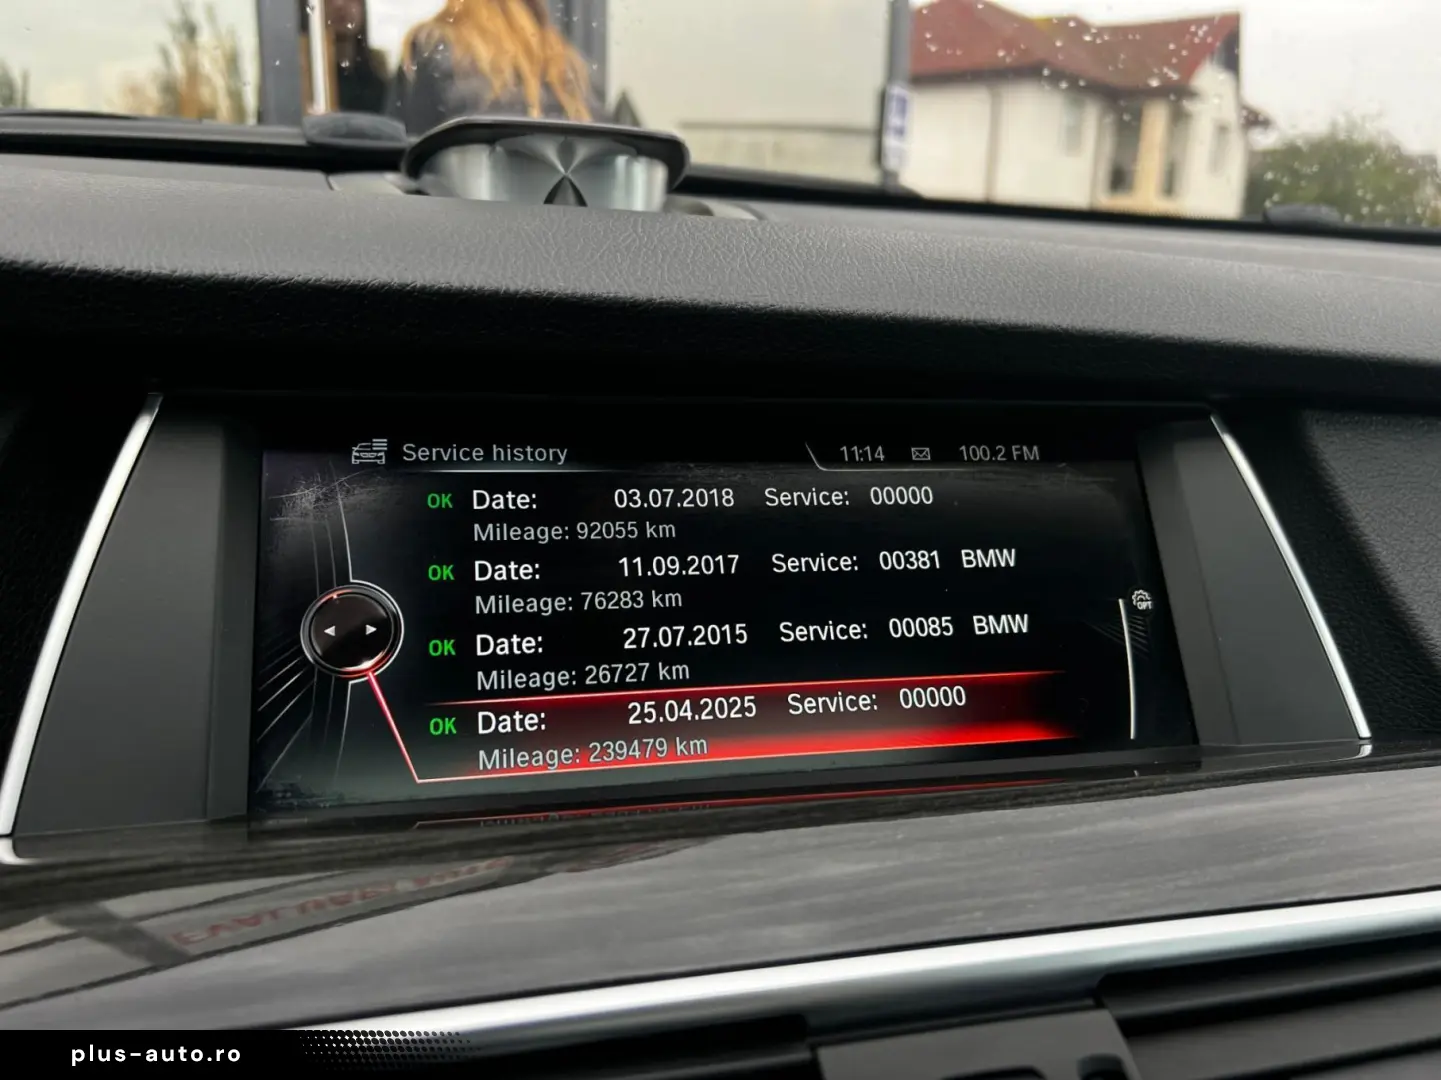 Service history 11:14 100.2 FM
OK Date: 03.07.2018 Service: 00000
Mileage: 92055 km
OK Date: 11.09.2017 Service: 00381 BMW
Mileage: 76283 km
OK Date: 27.07.2015 Service: 00085 BMW
Mileage: 26727 km
OK Date: 25.04.2025 Service: 00000
Mileage: 239479 km
OPT
plus-auto.ro